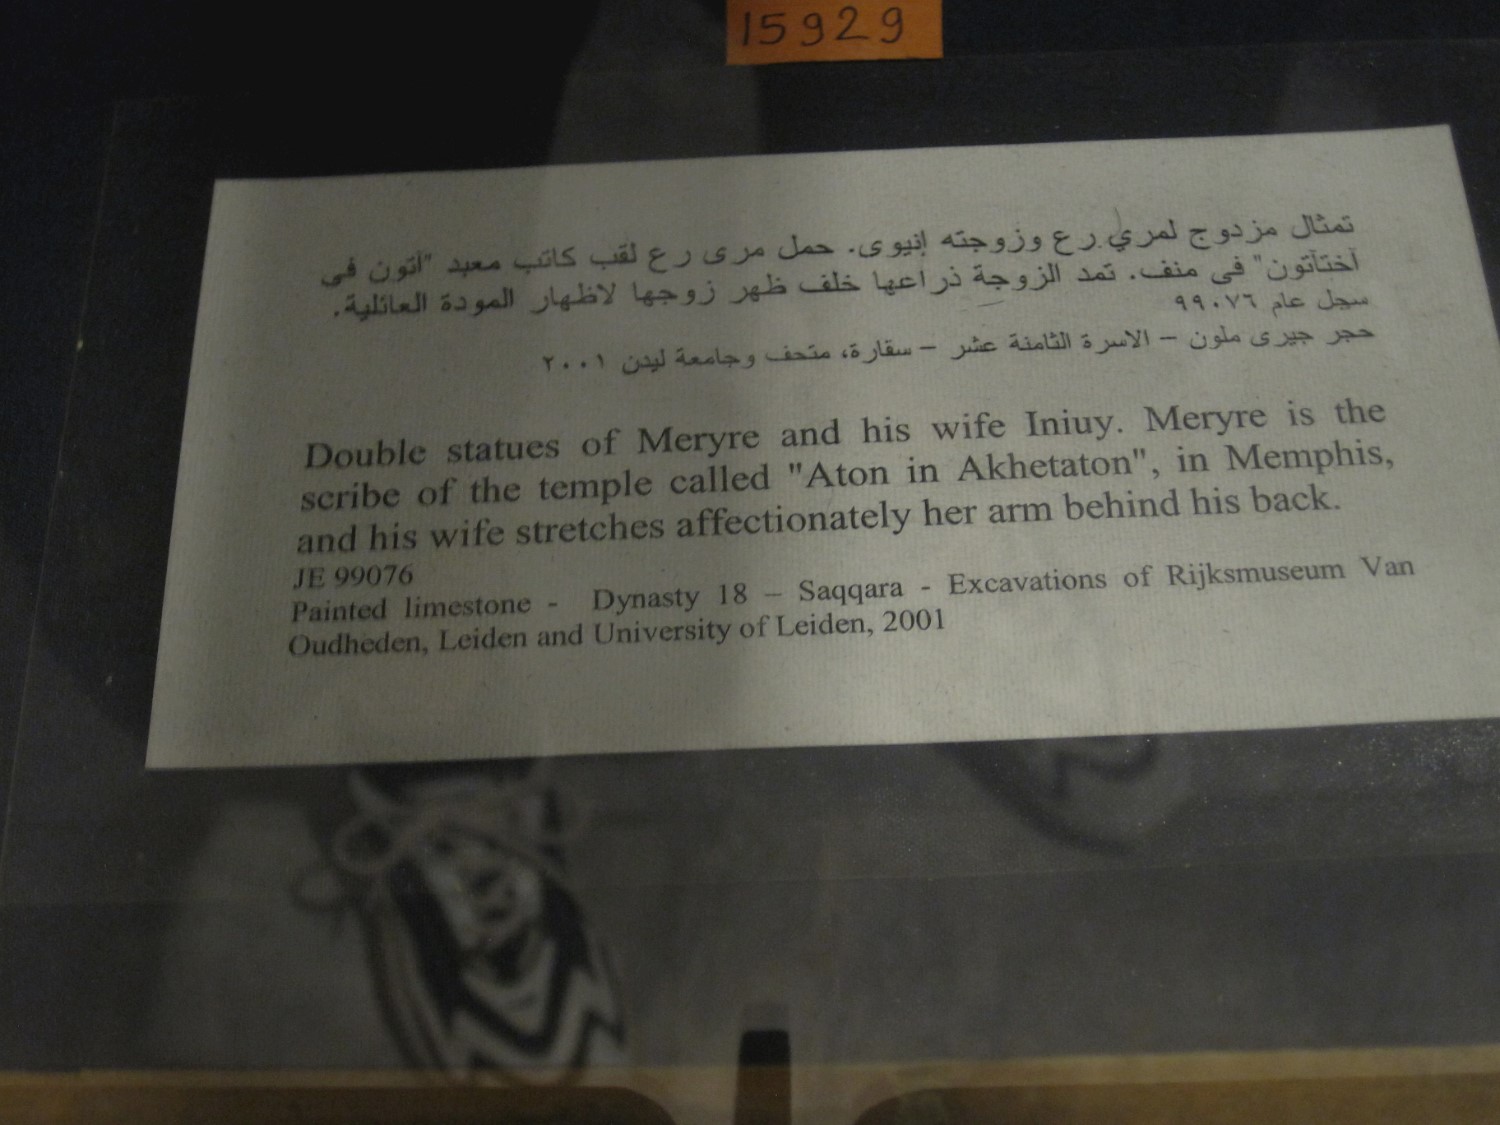 15929
تمثال مزدوج لمري رع وزوجته إنيوى. حمل مرى رع لقب كاتب معبد "آتون فى
آختآتون" فى منف. تمد الزوجة ذراعها خلف ظهر زوجها لاظهار المودة العائلية.
سجل عام ٩٩٠٧٦
حجر جيرى ملون – الاسرة الثامنة عشر – سقارة، متحف وجامعة ليدن ٢٠٠١
Double statues of Meryre and his wife Iniuy. Meryre is the
scribe of the temple called "Aton in Akhetaton", in Memphis,
and his wife stretches affectionately her arm behind his back.
JE 99076
Painted limestone - Dynasty 18 – Saqqara - Excavations of Rijksmuseum Van
Oudheden, Leiden and University of Leiden, 2001